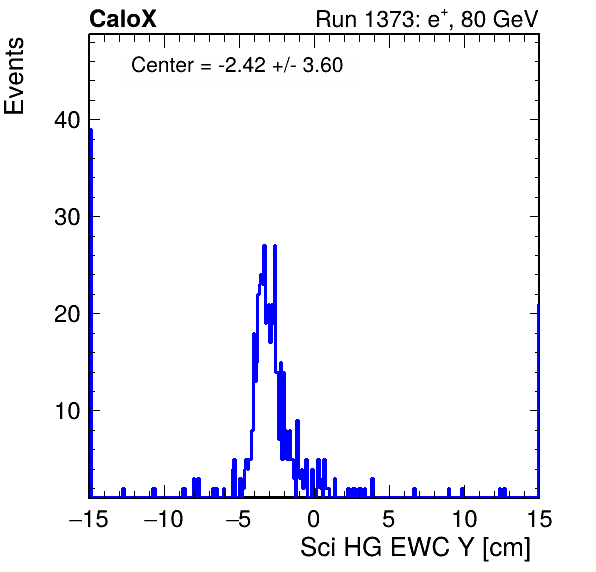 CaloX
Run 1373: e+, 80 GeV
Center = -2.42 +/- 3.60
Events
40
30
20
10
−15 −10 −5 0 5 10 15
Sci HG EWC Y [cm]